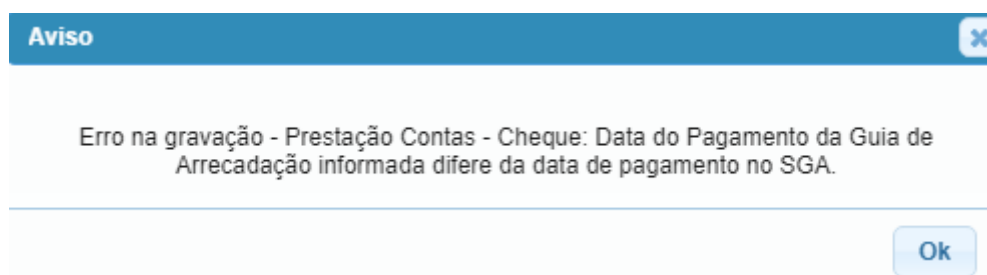 Aviso
Erro na gravação - Prestação Contas - Cheque: Data do Pagamento da Guia de
Arrecadação informada difere da data de pagamento no SGA.
Ok